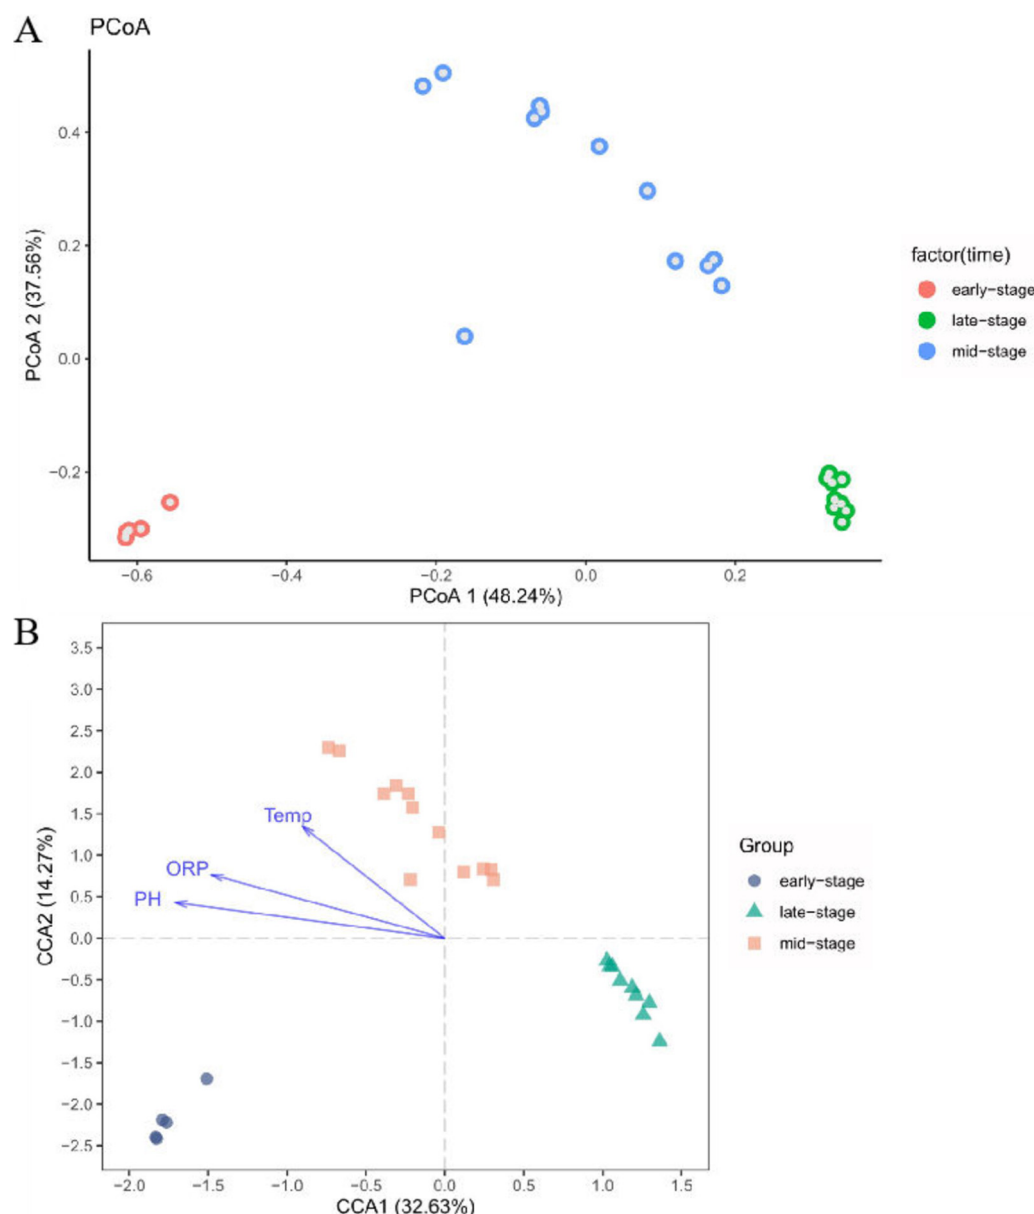 A
PCoA
PCoA 2 (37.56%)
0.4
0.2
0.0
−0.2
−0.6
−0.4
−0.2
0.0
0.2
PCoA 1 (48.24%)
factor(time)
early−stage
late−stage
mid−stage
B
CCA2 (14.27%)
3.5
3.0
2.5
2.0
1.5
1.0
0.5
0.0
−0.5
−1.0
−1.5
−2.0
−2.5
Temp
ORP
PH
−2.0
−1.5
−1.0
−0.5
0.0
0.5
1.0
1.5
CCA1 (32.63%)
Group
early−stage
late−stage
mid−stage